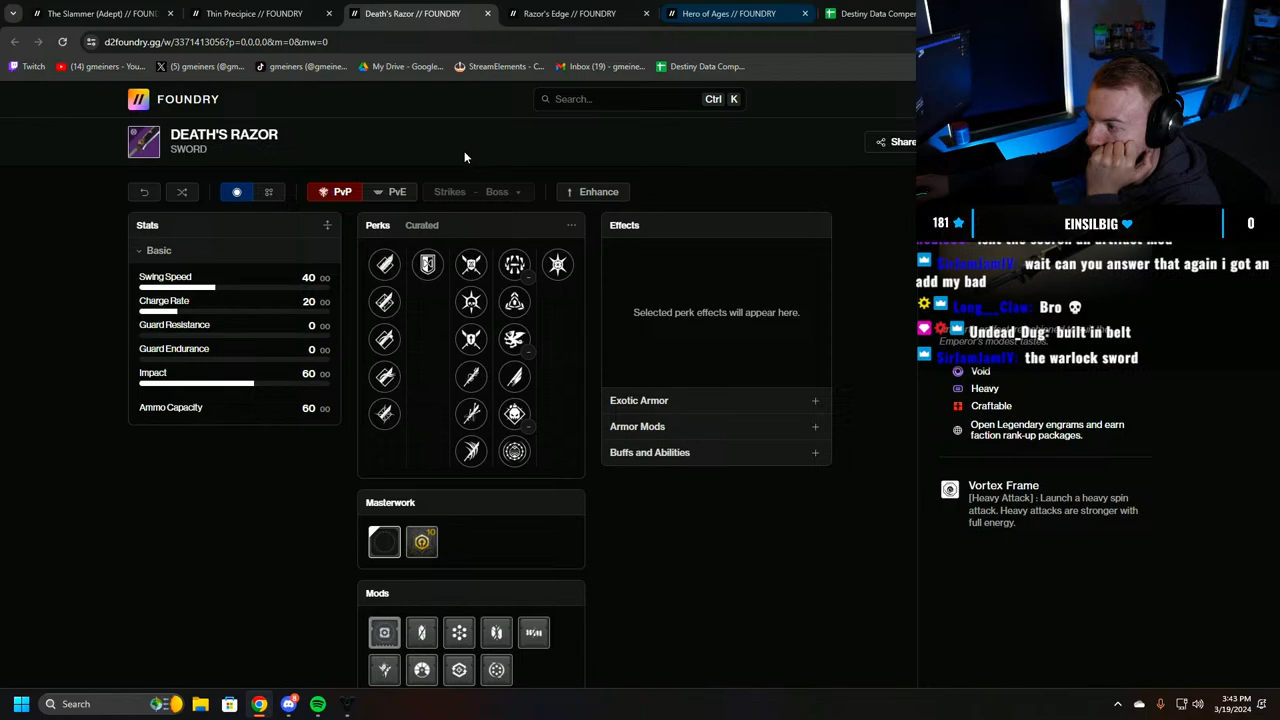 The Slammer (Adept) // FOUND
Thin Precipice // FOUNDRY
Death's Razor // FOUNDRY
Razor's Edge // FOUNDRY
Hero of Ages // FOUNDRY
Destiny Data Compe
d2foundry.gg/w/3371413056?p=0,0,0,0&m=0&mw=0
Twitch
(14) gmeiners - You...
(5) gmeiners (@gm...
gmeiners (@gmeine...
My Drive - Google...
StreamElements - C...
Inbox (19) - gmeine...
Destiny Data Comp...
FOUNDRY
Search...
Ctrl
K
DEATH'S RAZOR
SWORD
Share
PvP
PvE
Strikes - Boss
Enhance
Stats
Basic
Swing Speed 40
Charge Rate 20
Guard Resistance 0
Guard Endurance 0
Impact 60
Ammo Capacity 60
Perks
Curated
Effects
Selected perk effects will appear here.
Exotic Armor
Armor Mods
Buffs and Abilities
Masterwork
10
Mods
181
EINSILBIG
0
SirIamIamIV: wait can you answer that again i got an
add my bad
Long__Claw: Bro
Undead_Dug: built in belt
Emperor's modest tastes.
SirIamIamIV: the warlock sword
Void
Heavy
Craftable
Open Legendary engrams and earn
faction rank-up packages.
Vortex Frame
[Heavy Attack] : Launch a heavy spin
attack. Heavy attacks are stronger with
full energy.
Search
3:43 PM
3/19/2024